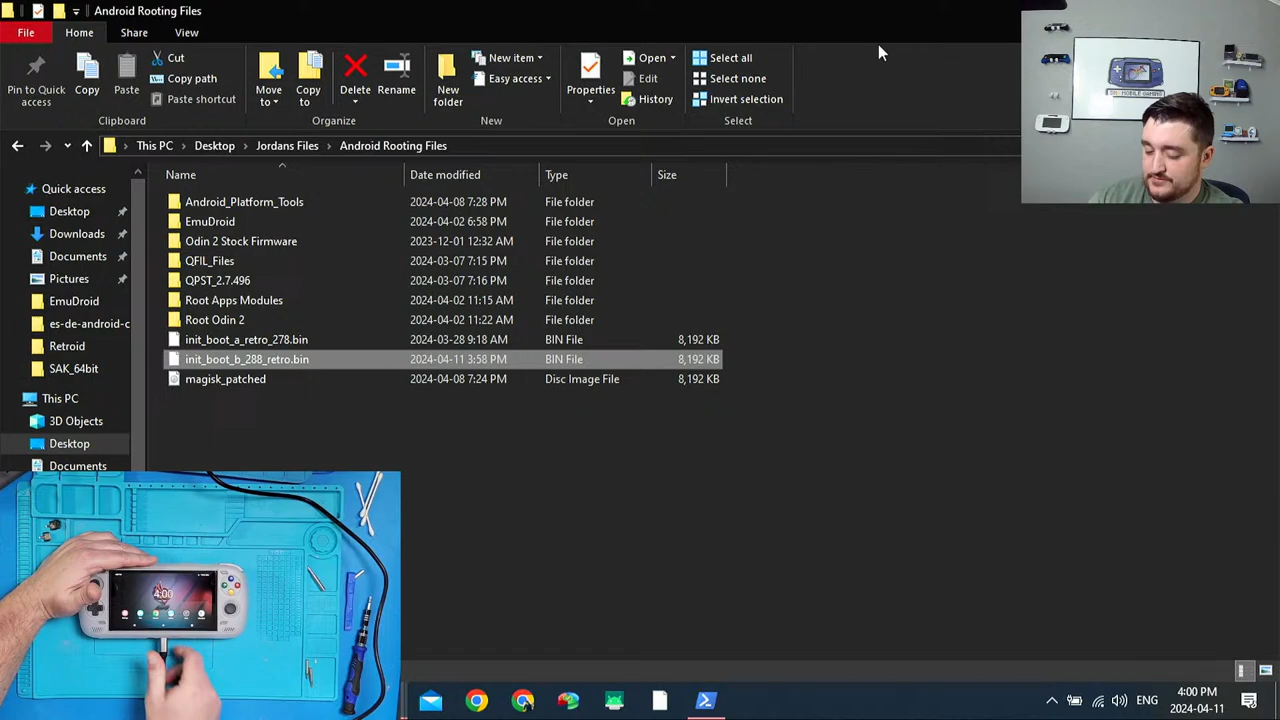 Android Rooting Files
File Home Share View
Pin to Quick access
Copy
Paste
Cut
Copy path
Paste shortcut
Clipboard
Move to
Copy to
Delete
Rename
Organize
New folder
New item
Easy access
New
Properties
Open
Edit
History
Open
Select all
Select none
Invert selection
Select
This PC Desktop Jordans Files Android Rooting Files
Name Date modified Type Size
Quick access
Desktop
Downloads
Documents
Pictures
EmuDroid
es-de-android-c
Retroid
SAK_64bit
This PC
3D Objects
Desktop
Documents
Android_Platform_Tools 2024-04-08 7:28 PM File folder
EmuDroid 2024-04-02 6:58 PM File folder
Odin 2 Stock Firmware 2023-12-01 12:32 AM File folder
QFIL_Files 2024-03-07 7:15 PM File folder
QPST_2.7.496 2024-03-07 7:16 PM File folder
Root Apps Modules 2024-04-02 11:15 AM File folder
Root Odin 2 2024-04-02 11:22 AM File folder
init_boot_a_retro_278.bin 2024-03-28 9:18 AM BIN File 8,192 KB
init_boot_b_288_retro.bin 2024-04-11 3:58 PM BIN File 8,192 KB
magisk_patched 2024-04-08 7:24 PM Disc Image File 8,192 KB
MOBILE GAMING
4:00
ENG
4:00 PM
2024-04-11